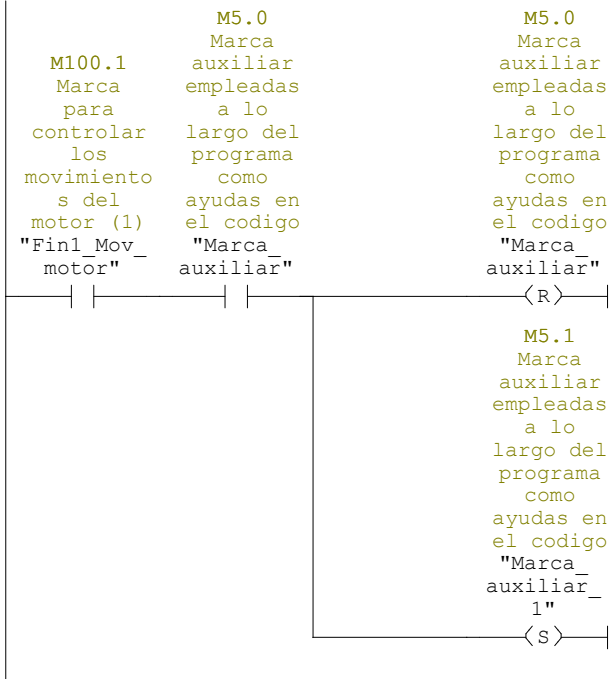 M100.1
Marca
para
controlar
los
movimiento
s del
motor (1)
"Fin1_Mov_
motor"
M5.0
Marca
auxiliar
empleadas
a lo
largo del
programa
como
ayudas en
el codigo
"Marca_
auxiliar"
M5.0
Marca
auxiliar
empleadas
a lo
largo del
programa
como
ayudas en
el codigo
"Marca_
auxiliar"
R
M5.1
Marca
auxiliar
empleadas
a lo
largo del
programa
como
ayudas en
el codigo
"Marca_
auxiliar_
1"
S